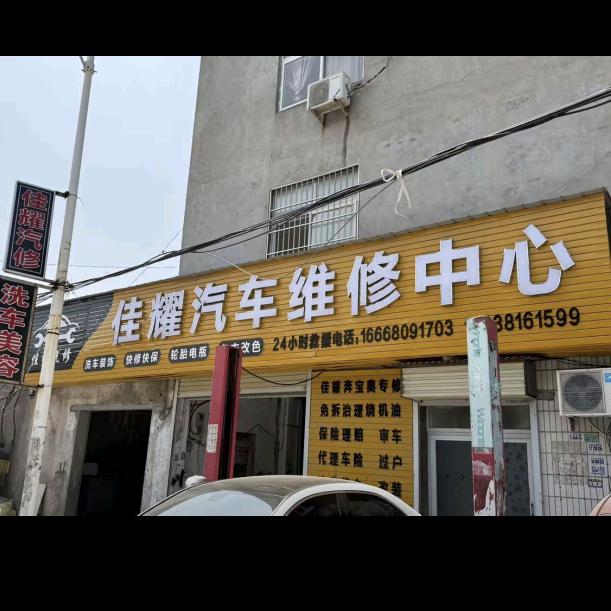 佳耀汽修
洗车美容
佳耀汽车维修中心
洗车装饰 快修快保 轮胎电瓶 改色
24小时救援电话:16668091703 38161599
佳耀奔宝奥专修
免拆治理烧机油
保险理赔 审车
代理车险 过户
改装